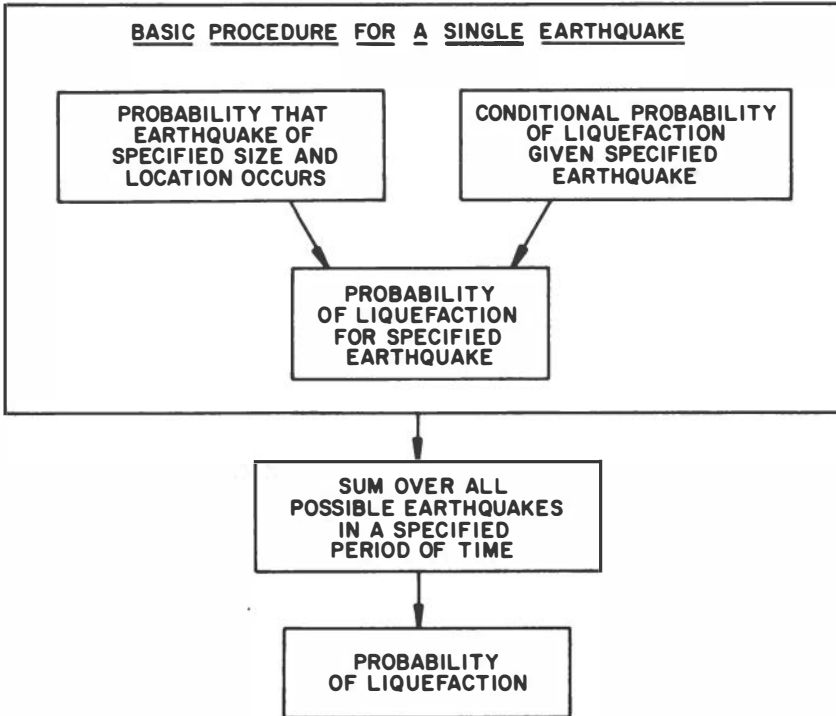 BASIC PROCEDURE FOR A SINGLE EARTHQUAKE
PROBABILITY THAT
EARTHQUAKE OF
SPECIFIED SIZE AND
LOCATION OCCURS
CONDITIONAL PROBABILITY
OF LIQUEFACTION
GIVEN SPECIFIED
EARTHQUAKE
PROBABILITY
OF LIQUEFACTION
FOR SPECIFIED
EARTHQUAKE
SUM OVER ALL
POSSIBLE EARTHQUAKES
IN A SPECIFIED
PERIOD OF TIME
PROBABILITY
OF LIQUEFACTION